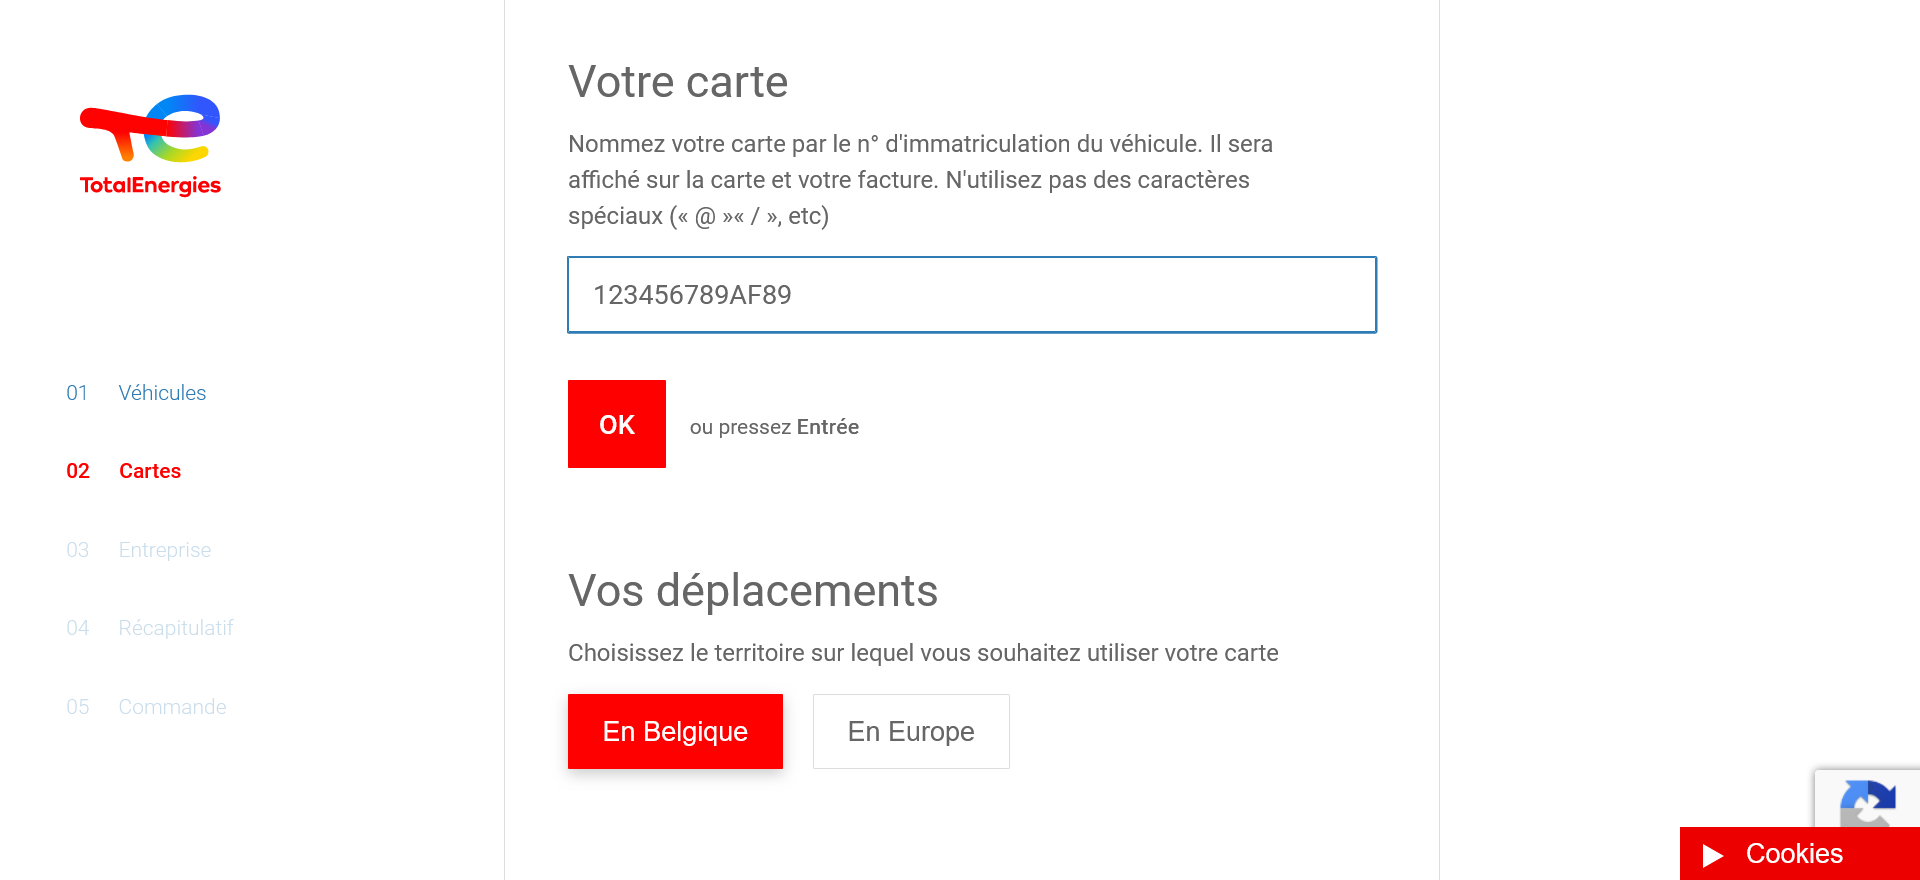 TotalEnergies
01 Véhicules
02 Cartes
03 Entreprise
04 Récapitulatif
05 Commande
Votre carte
Nommez votre carte par le n° d'immatriculation du véhicule. Il sera
affiché sur la carte et votre facture. N'utilisez pas des caractères
spéciaux (« @ »« / », etc)
123456789AF89
OK ou pressez Entrée
Vos déplacements
Choisissez le territoire sur lequel vous souhaitez utiliser votre carte
En Belgique En Europe
Cookies